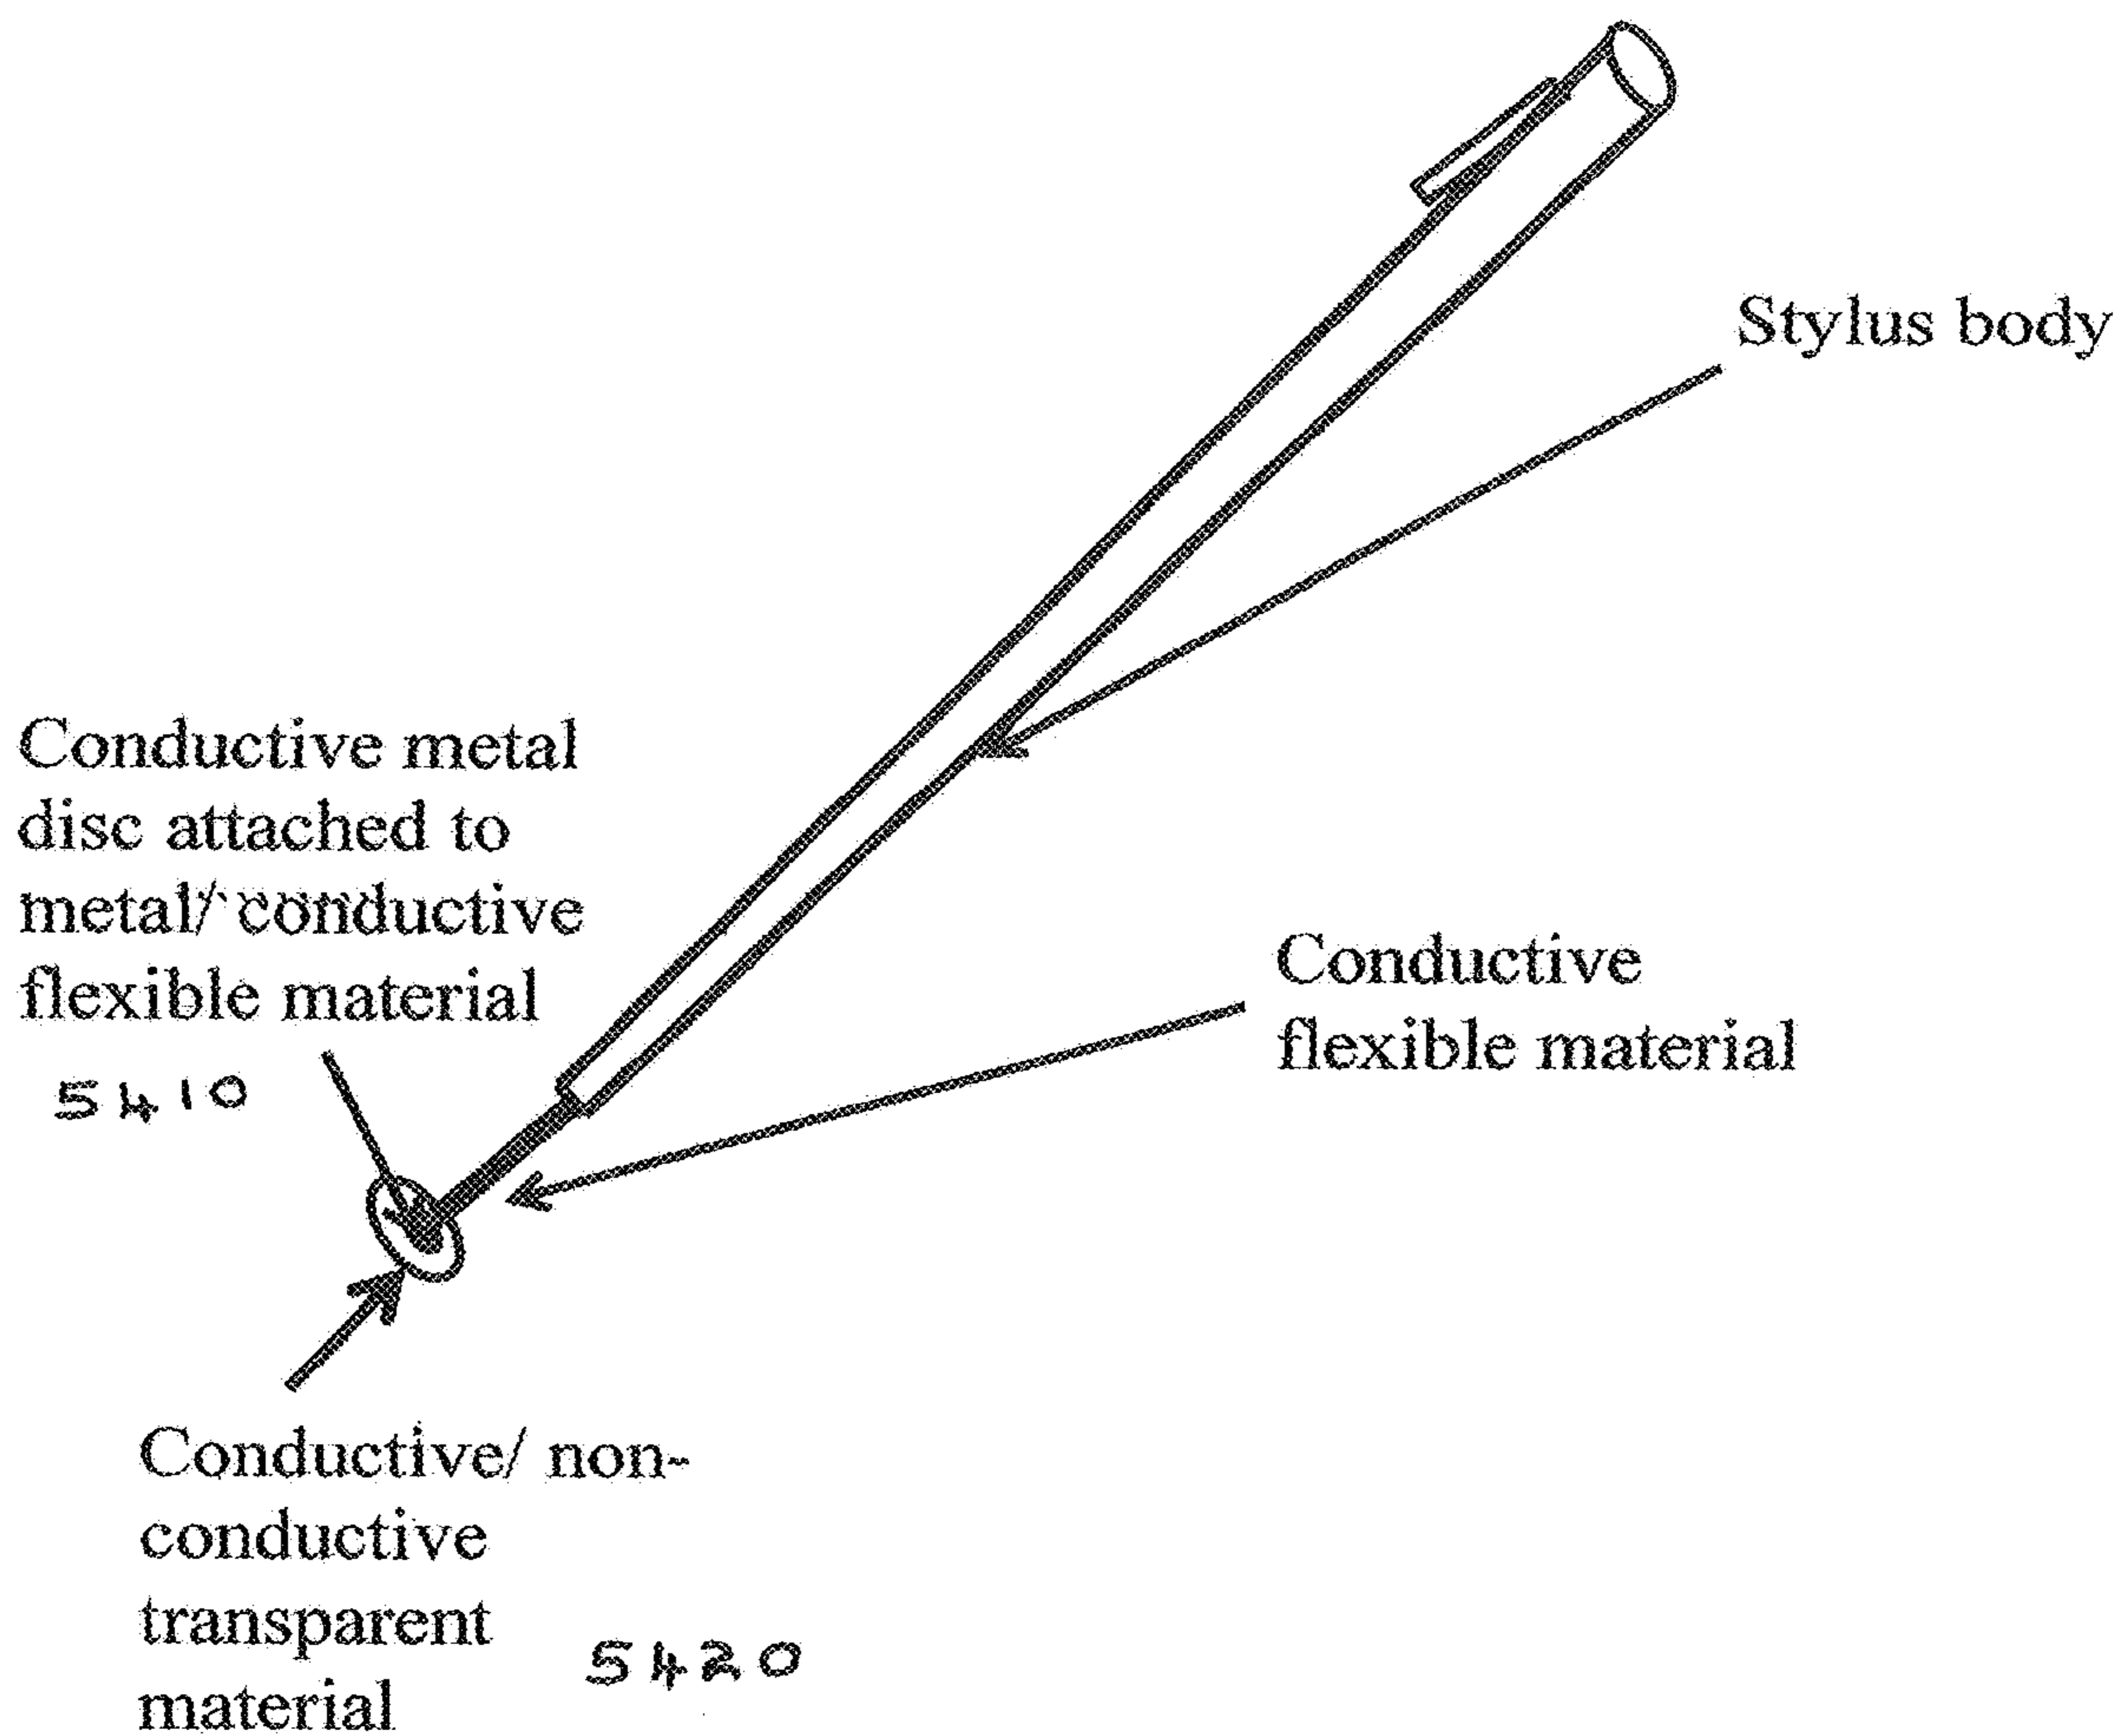 Stylus body
Conductive metal
disc attached to
metal/ conductive
flexible material
5410
Conductive
flexible material
Conductive/ non-
conductive
transparent
material
5420